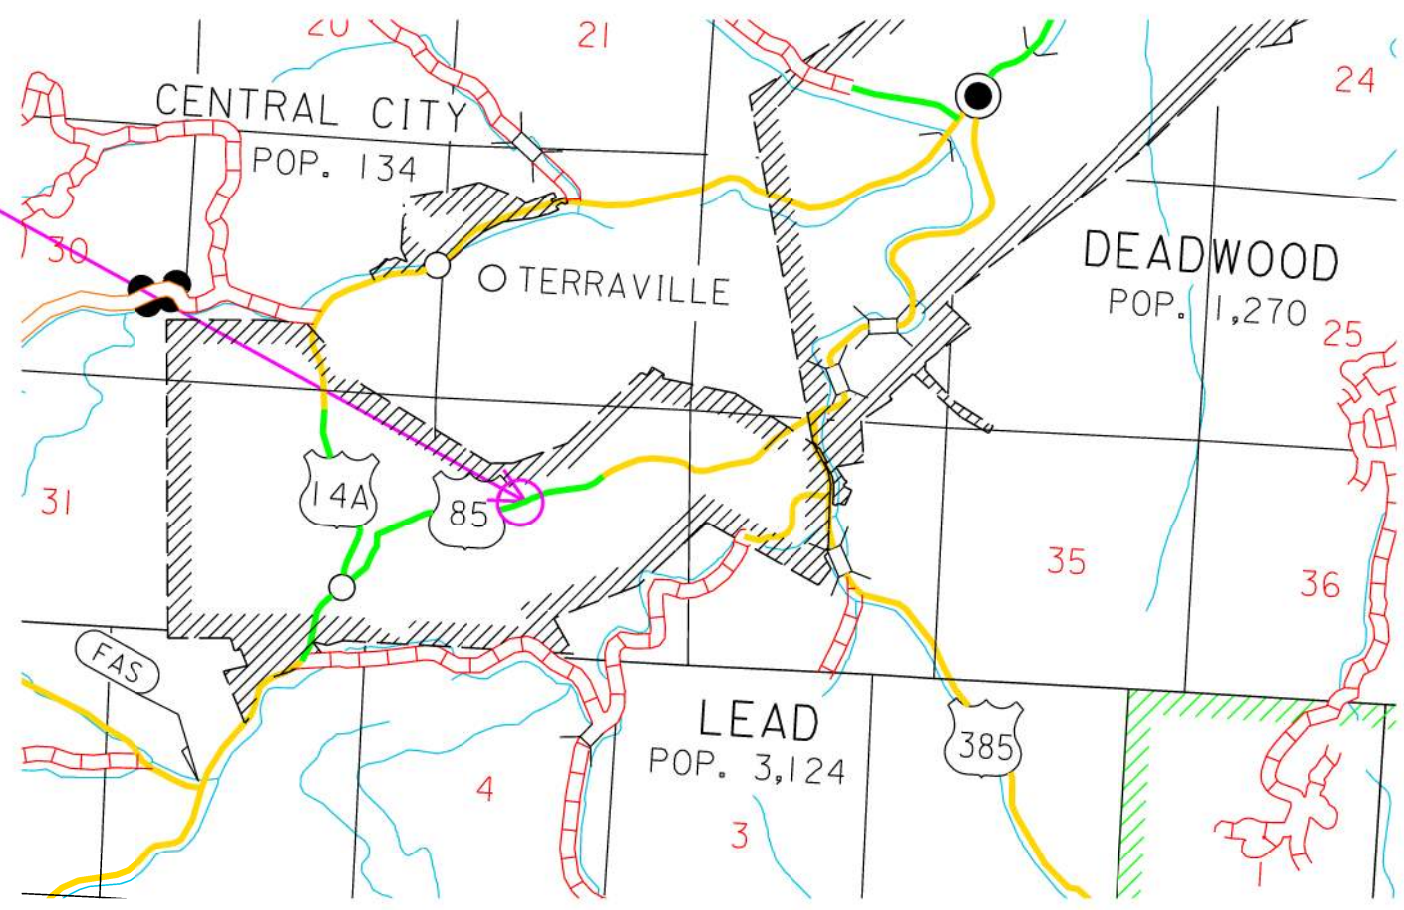 20
21
24
CENTRAL CITY
POP. 134
30
TERRAVILLE
DEADWOOD
POP. 1,270
25
14A
85
31
35
36
FAS
LEAD
POP. 3,124
385
4
3
1